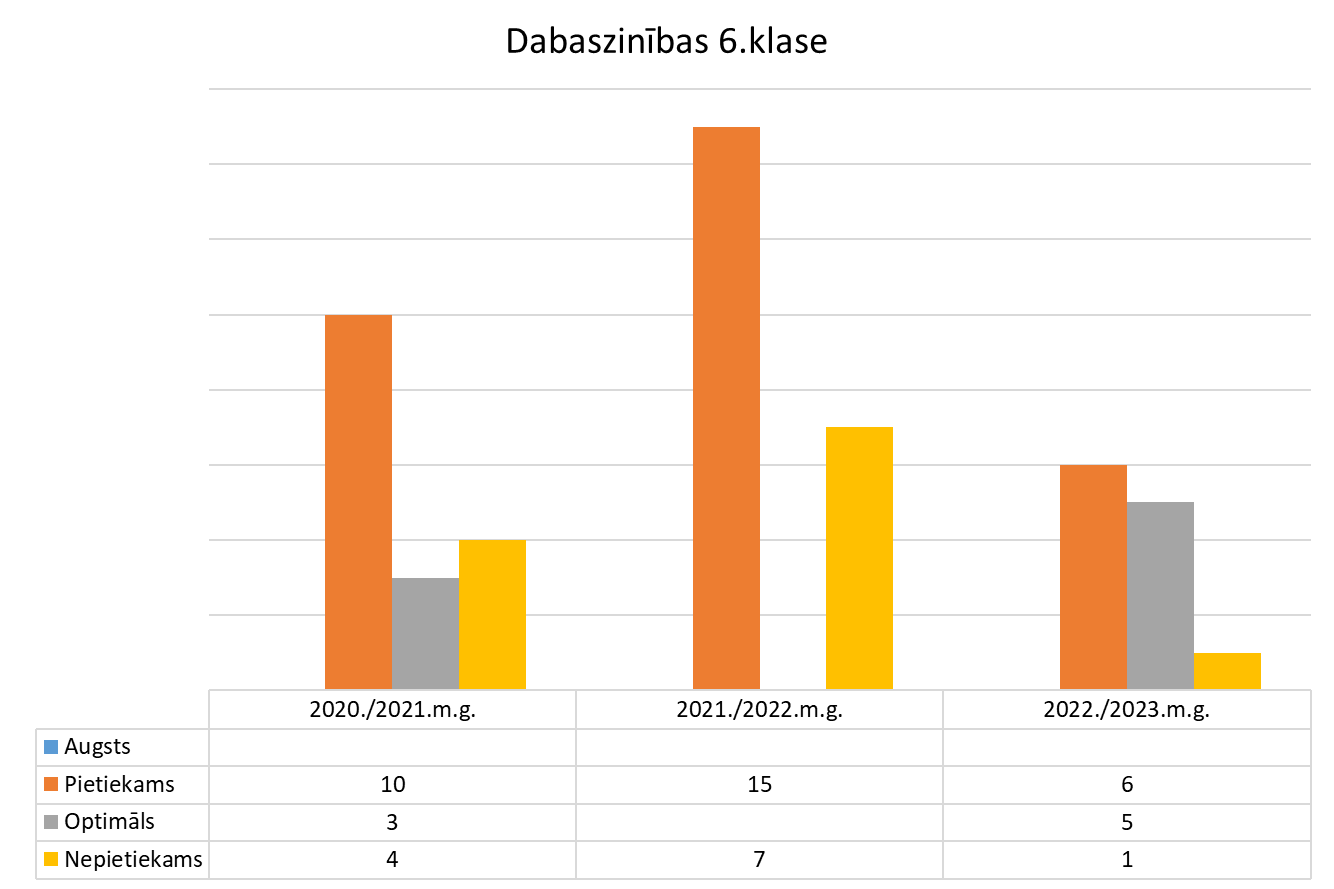 Dabaszinības 6.klase
2020./2021.m.g. 2021./2022.m.g. 2022./2023.m.g.
Augsts
Pietiekams 10 15 6
Optimāls 3 5
Nepietiekams 4 7 1